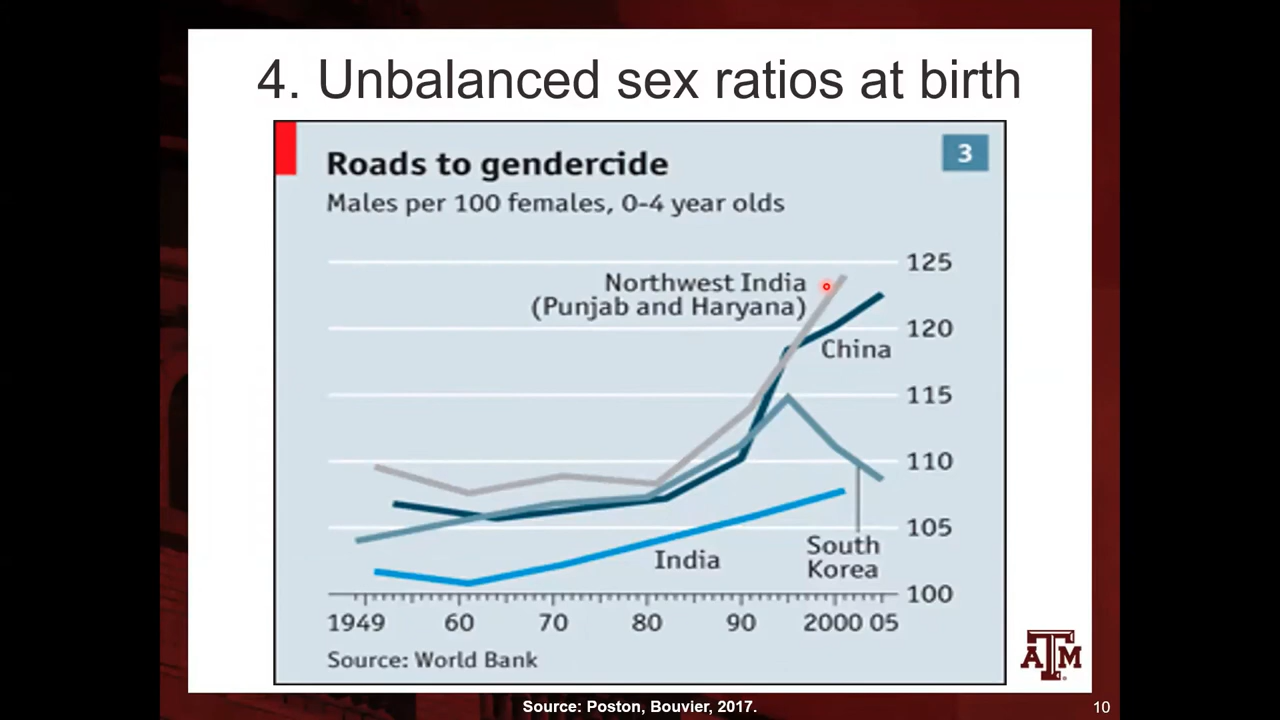 4. Unbalanced sex ratios at birth
Roads to gendercide
3
Males per 100 females, 0-4 year olds
125
Northwest India
(Punjab and Haryana)
120
China
115
110
105
South
Korea
India
100
1949 60 70 80 90 2000 05
Source: World Bank
ATM
Source: Poston, Bouvier, 2017.
10